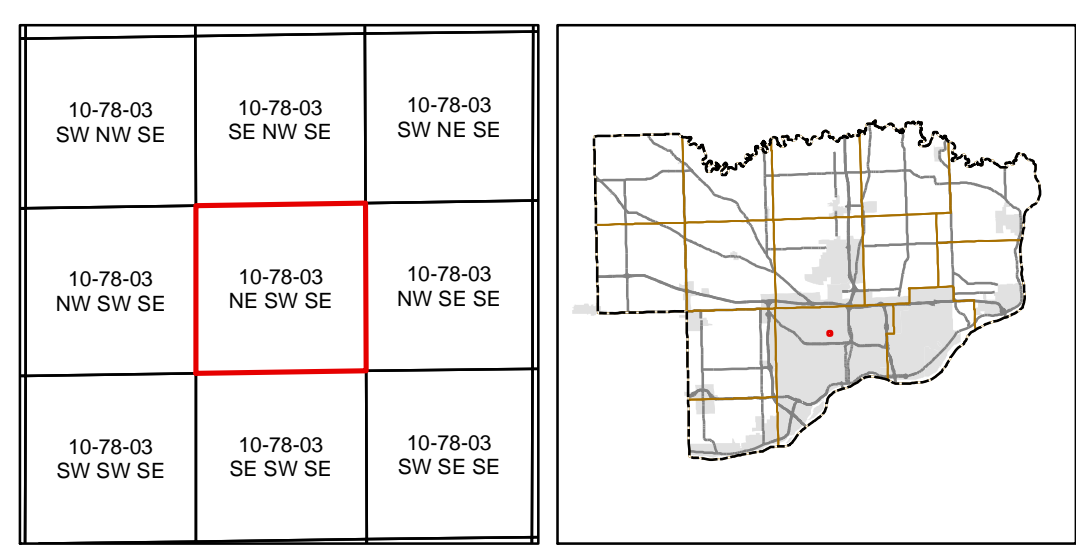 10-78-03
SW NW SE
10-78-03
SE NW SE
10-78-03
SW NE SE
10-78-03
NW SW SE
10-78-03
NE SW SE
10-78-03
NW SE SE
10-78-03
SW SW SE
10-78-03
SE SW SE
10-78-03
SW SE SE